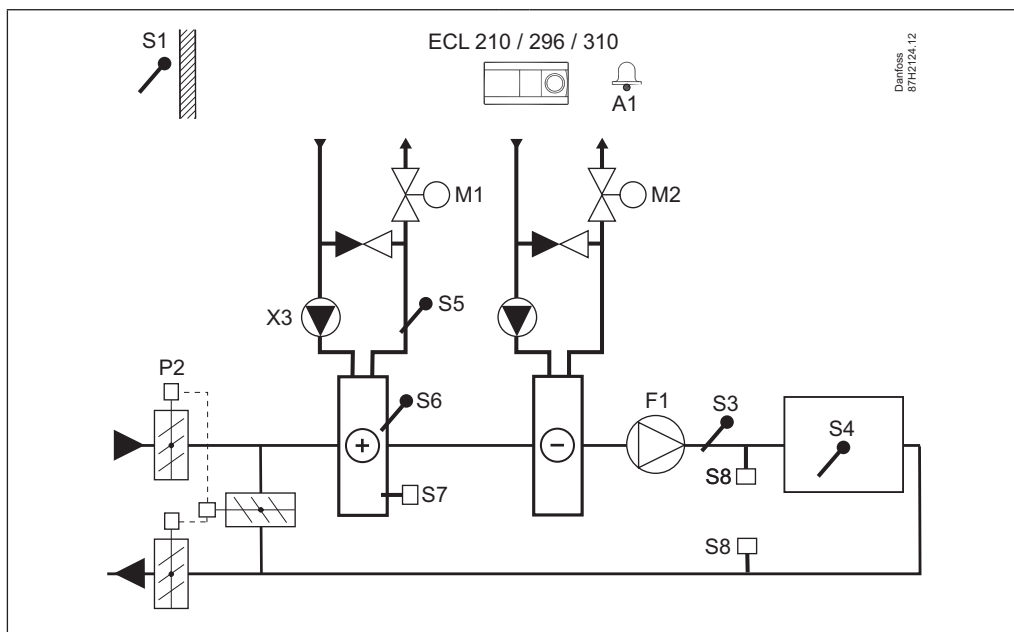 S1
ECL 210 / 296 / 310
A1
Danfoss
87H2124.12
M1
M2
X3
S5
P2
S6
F1
S3
S4
+
−
S8
S7
S8